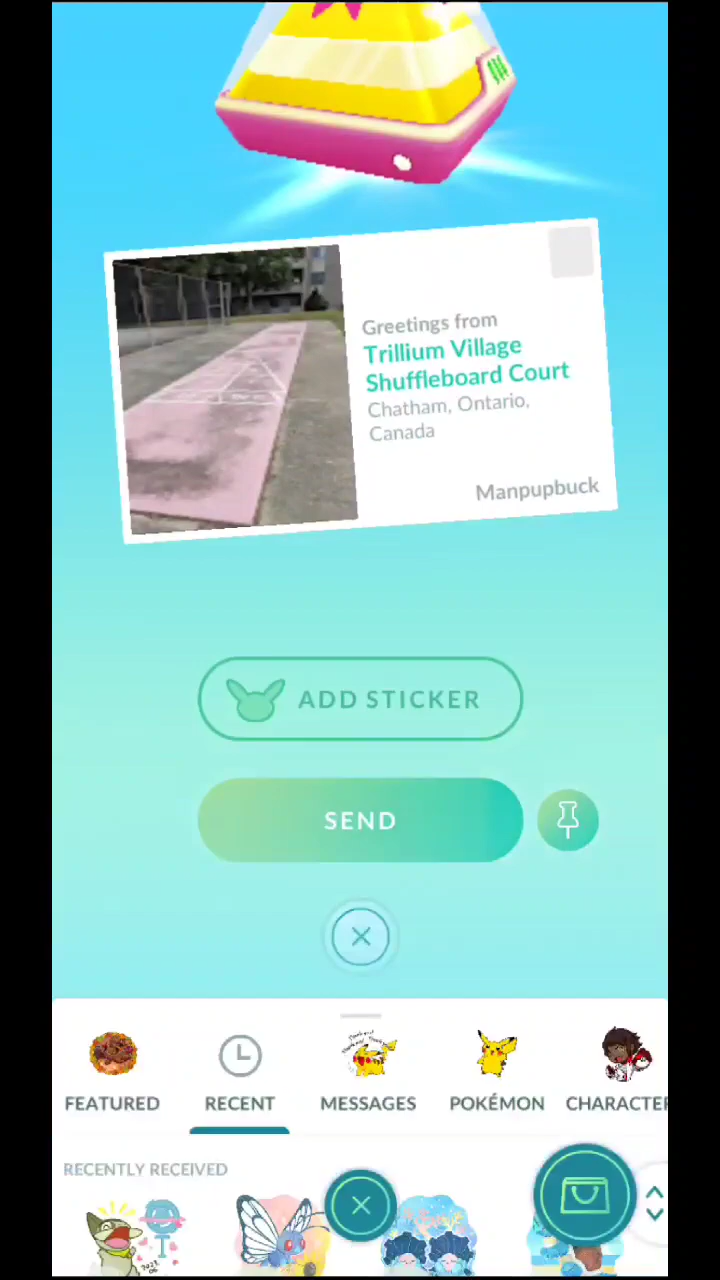 Greetings from
Trillium Village
Shuffleboard Court
Chatham, Ontario,
Canada
Manpupbuck
ADD STICKER
SEND
FEATURED
RECENT
MESSAGES
POKÉMON
CHARACTER
RECENTLY RECEIVED